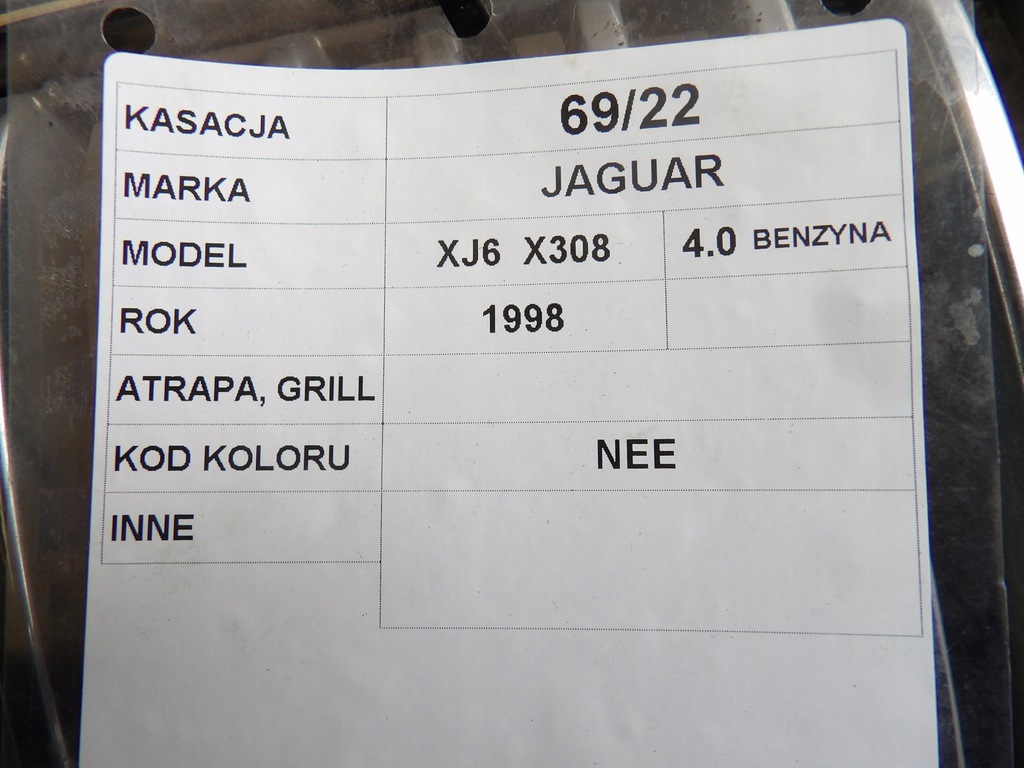 KASACJA 69/22
MARKA JAGUAR
MODEL XJ6 X308 4.0 BENZYNA
ROK 1998
ATRAPA, GRILL
KOD KOLORU NEE
INNE